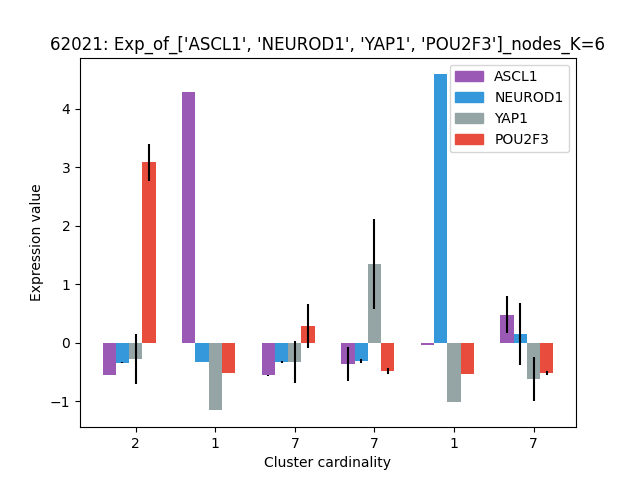 62021: Exp_of_['ASCL1', 'NEUROD1', 'YAP1', 'POU2F3']_nodes_K=6
ASCL1
NEUROD1
YAP1
POU2F3
Expression value
4
3
2
1
0
−1
2 1 7 7 1 7
Cluster cardinality